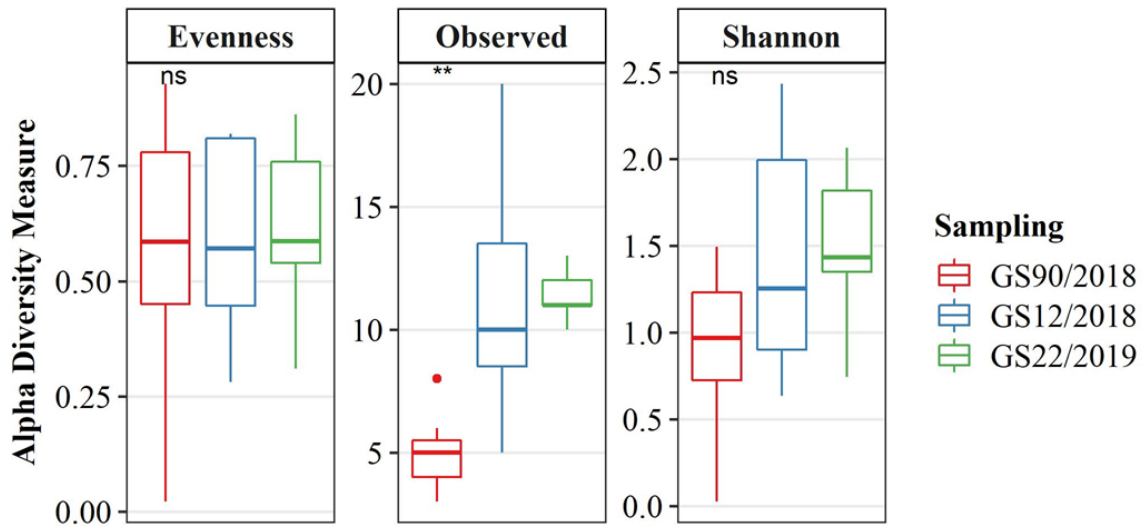 Evenness
Observed
Shannon
Alpha Diversity Measure
ns
0.75
0.50
0.25
0.00
**
20
15
10
5
ns
2.5
2.0
1.5
1.0
0.5
0.0
Sampling
GS90/2018
GS12/2018
GS22/2019